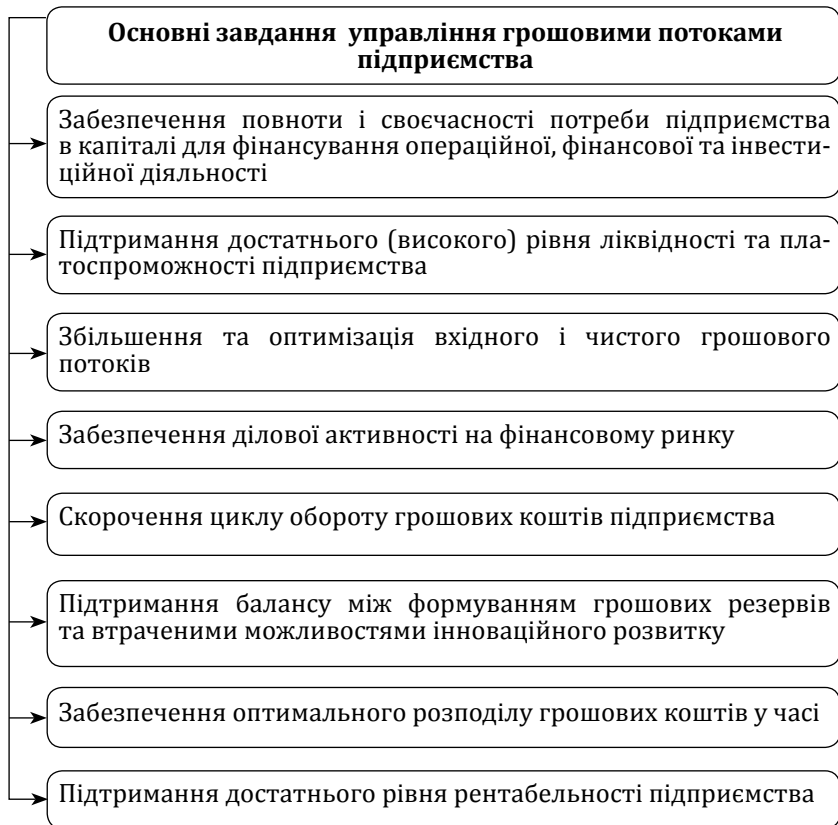 Основні завдання управління грошовими потоками
підприємства
Забезпечення повноти і своєчасності потреби підприємства
в капіталі для фінансування операційної, фінансової та інвести-
ційної діяльності
Підтримання достатнього (високого) рівня ліквідності та пла-
тоспроможності підприємства
Збільшення та оптимізація вхідного і чистого грошового
потоків
Забезпечення ділової активності на фінансовому ринку
Скорочення циклу обороту грошових коштів підприємства
Підтримання балансу між формуванням грошових резервів
та втраченими можливостями інноваційного розвитку
Забезпечення оптимального розподілу грошових коштів у часі
Підтримання достатнього рівня рентабельності підприємства